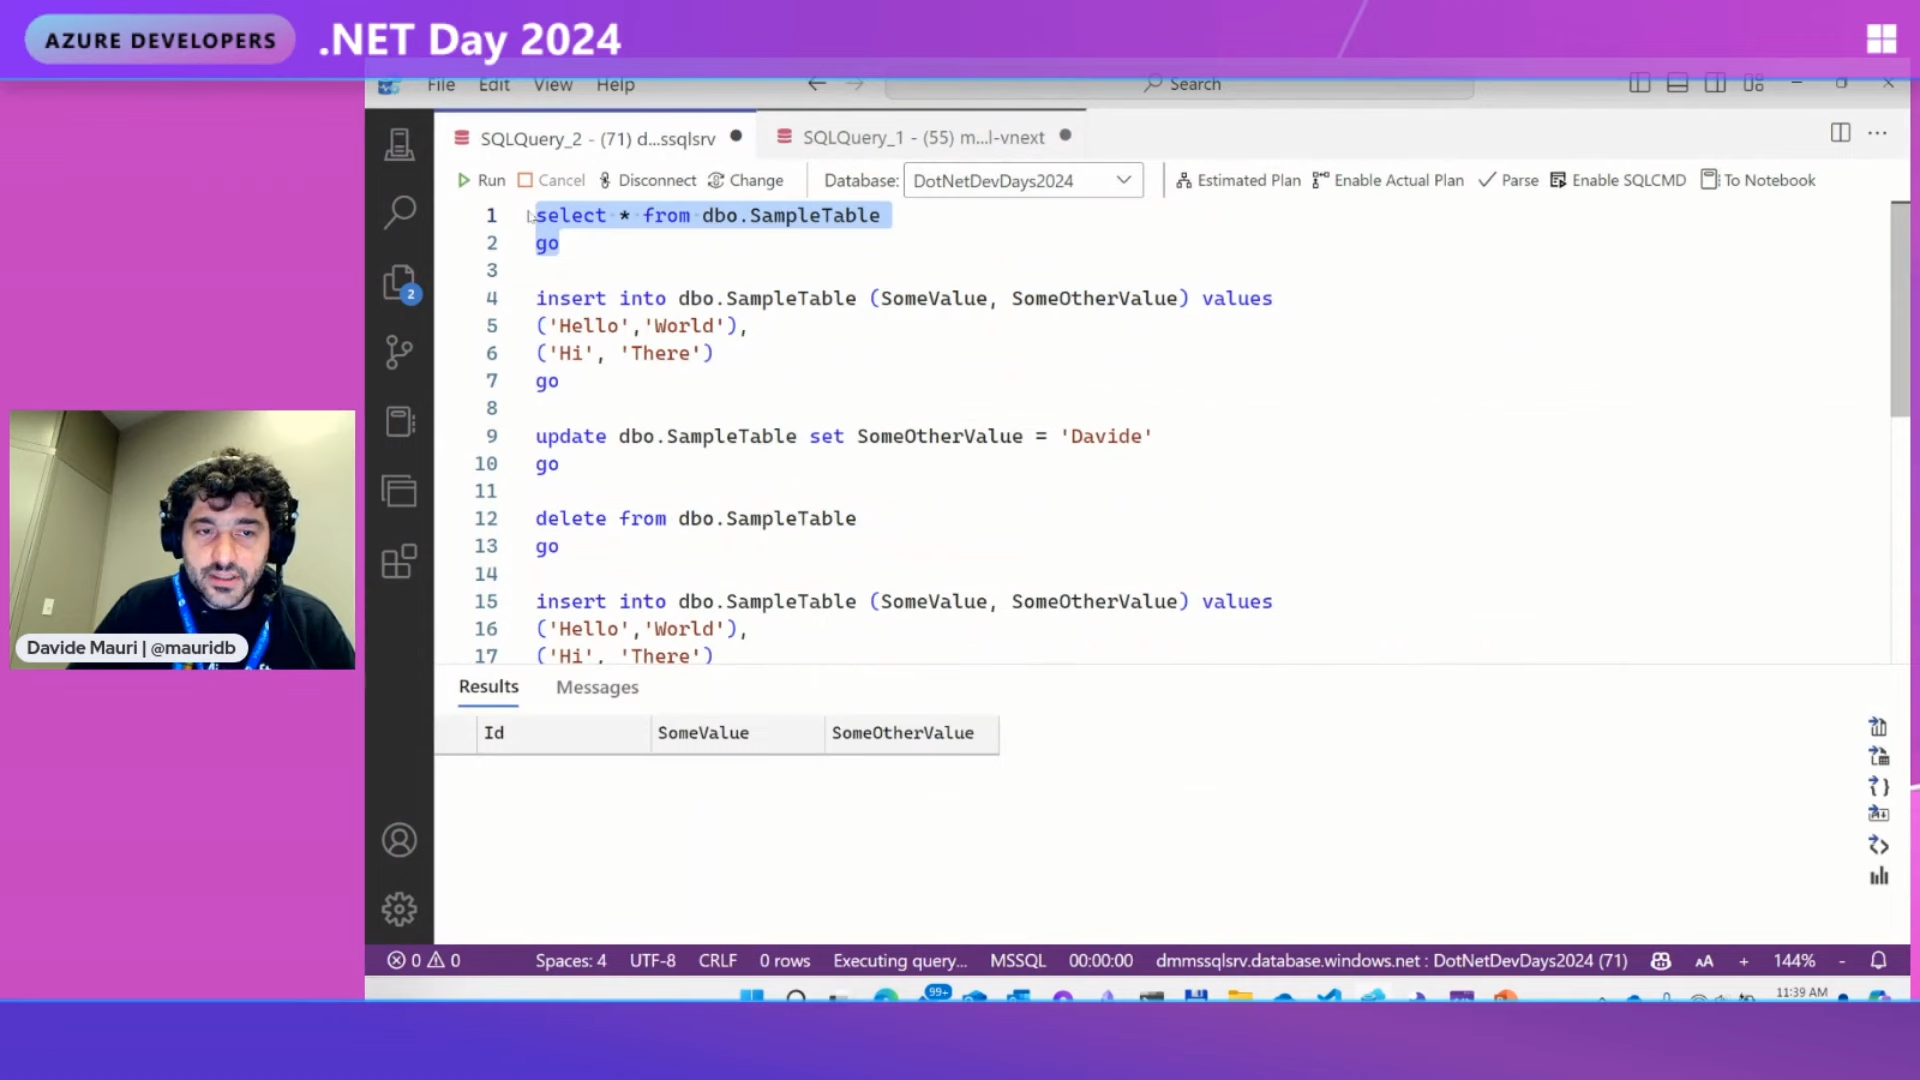 AZURE DEVELOPERS .NET Day 2024
File Edit View Help Search
SQLQuery_2 - (71) d...ssqlsrv SQLQuery_1 - (55) m...l-vnext
Run Cancel Disconnect Change Database: DotNetDevDays2024 Estimated Plan Enable Actual Plan Parse Enable SQLCMD To Notebook
1 select * from dbo.SampleTable
2 go
3
4 insert into dbo.SampleTable (SomeValue, SomeOtherValue) values
5 ('Hello','World'),
6 ('Hi', 'There')
7 go
8
9 update dbo.SampleTable set SomeOtherValue = 'Davide'
10 go
11
12 delete from dbo.SampleTable
13 go
14
15 insert into dbo.SampleTable (SomeValue, SomeOtherValue) values
16 ('Hello','World'),
17 ('Hi', 'There')
2
Davide Mauri | @mauridb
Results Messages
Id SomeValue SomeOtherValue
0 0 Spaces: 4 UTF-8 CRLF 0 rows Executing query... MSSQL 00:00:00 dmmssqlsrv.database.windows.net : DotNetDevDays2024 (71) AA + 144% -
99+ 11:39 AM